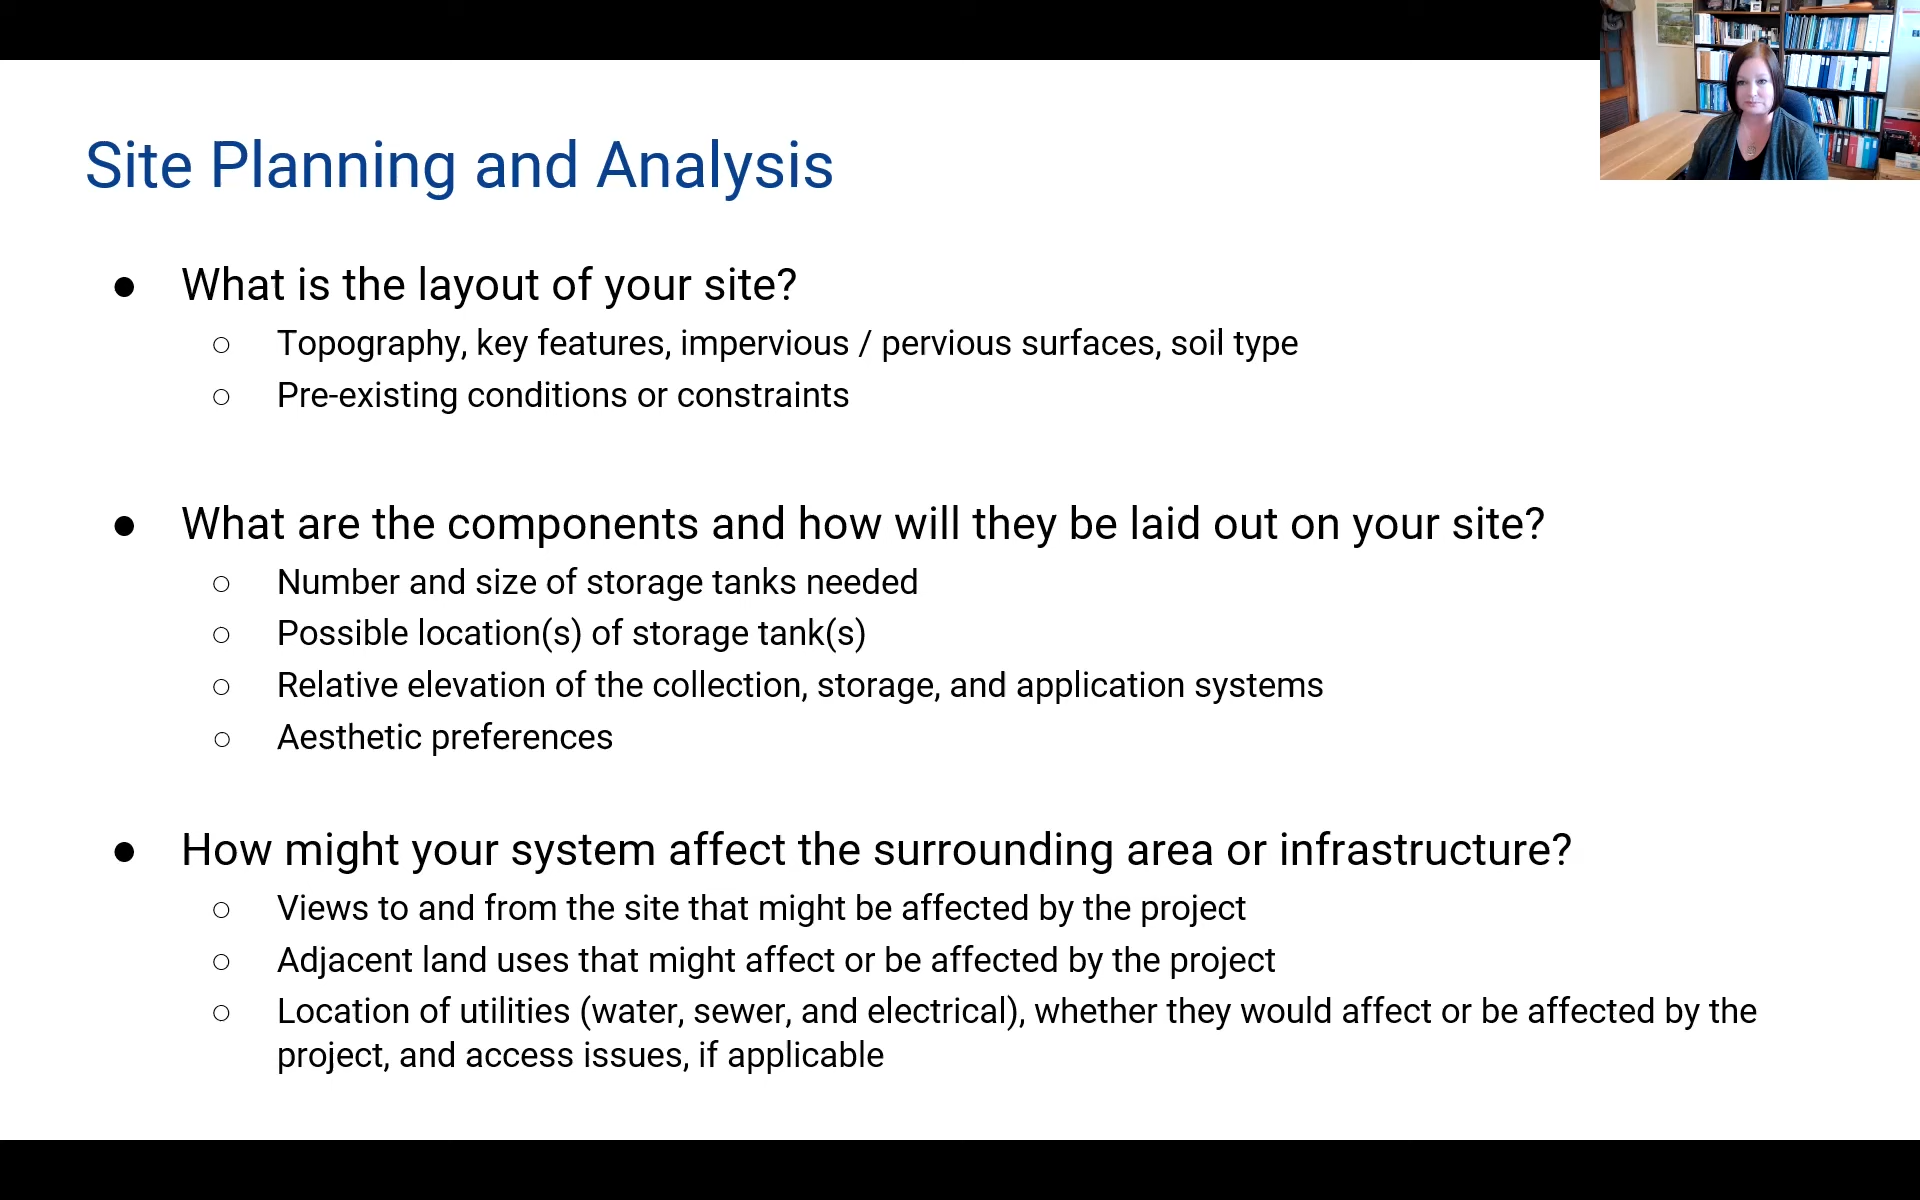 Site Planning and Analysis
● What is the layout of your site?
○ Topography, key features, impervious / pervious surfaces, soil type
○ Pre-existing conditions or constraints
● What are the components and how will they be laid out on your site?
○ Number and size of storage tanks needed
○ Possible location(s) of storage tank(s)
○ Relative elevation of the collection, storage, and application systems
○ Aesthetic preferences
● How might your system affect the surrounding area or infrastructure?
○ Views to and from the site that might be affected by the project
○ Adjacent land uses that might affect or be affected by the project
○ Location of utilities (water, sewer, and electrical), whether they would affect or be affected by the
project, and access issues, if applicable